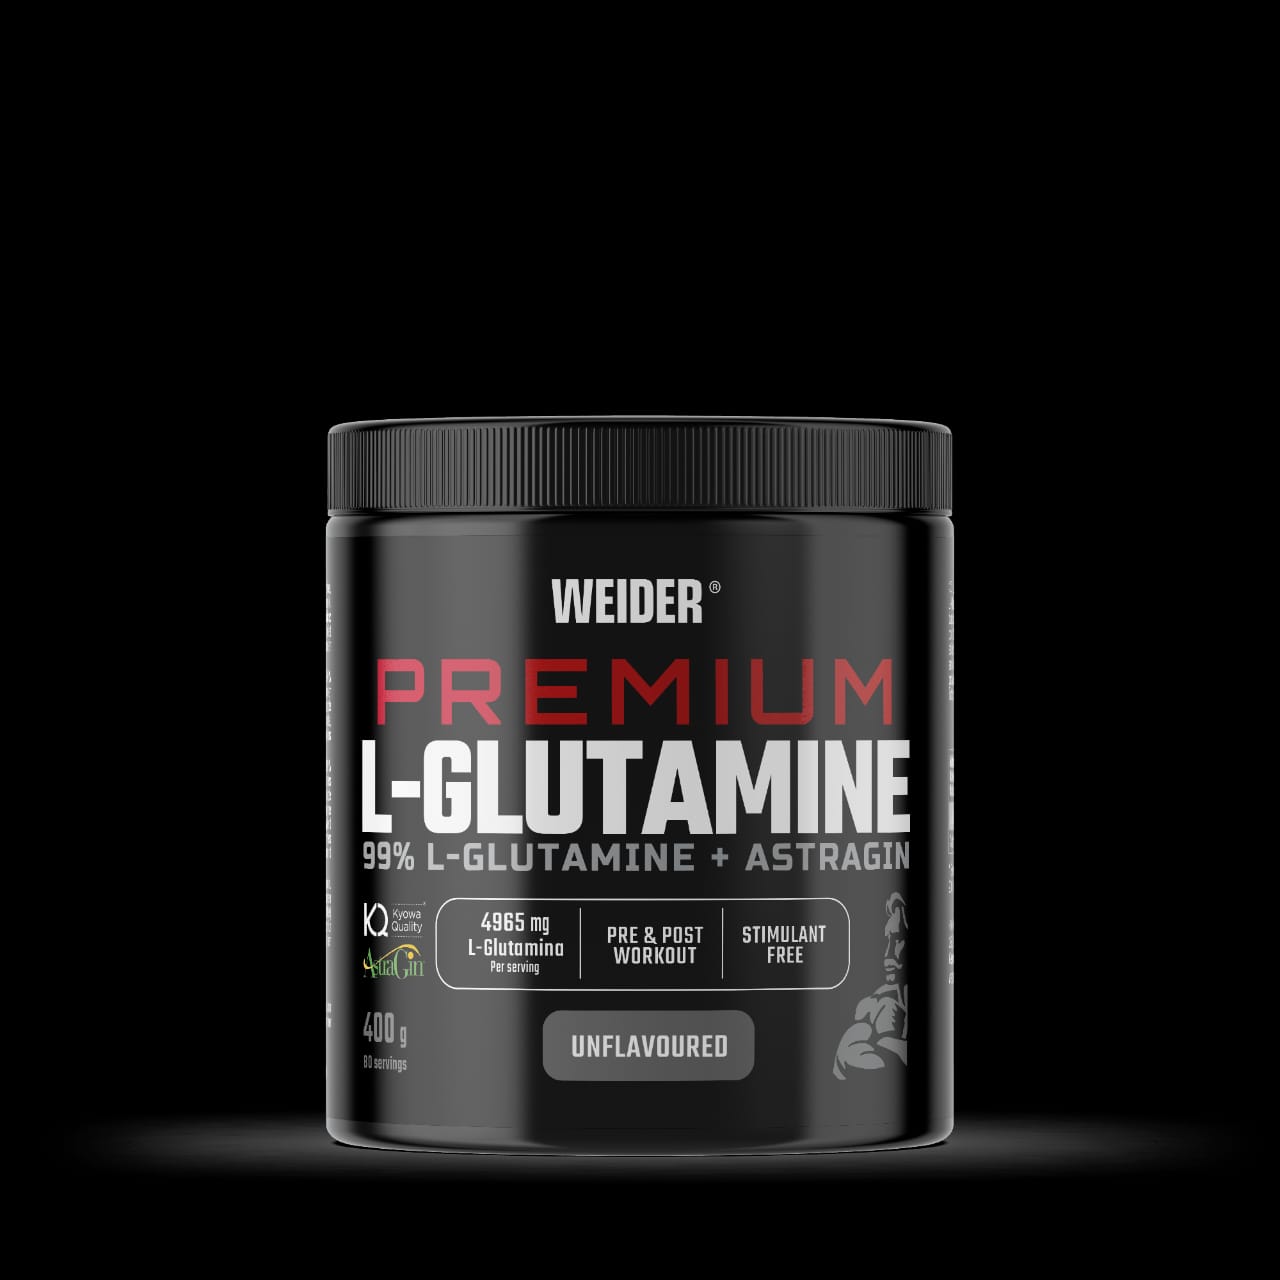 WEIDER®
PREMIUM
L-GLUTAMINE
99% L-GLUTAMINE + ASTRAGIN
KQ Kyowa Quality
AstraGin
4965 mg
L-Glutamina
Per serving
PRE & POST
WORKOUT
STIMULANT
FREE
400 g
80 servings
UNFLAVOURED